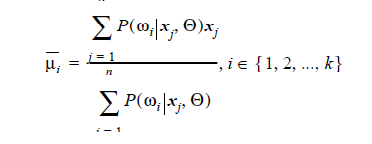 n
∑ P(ω_i|x_j, Θ)x_j
j = 1
μ̅_i = ―――――, i ∈ {1, 2, ..., k}
n
∑ P(ω_i|x_j, Θ)